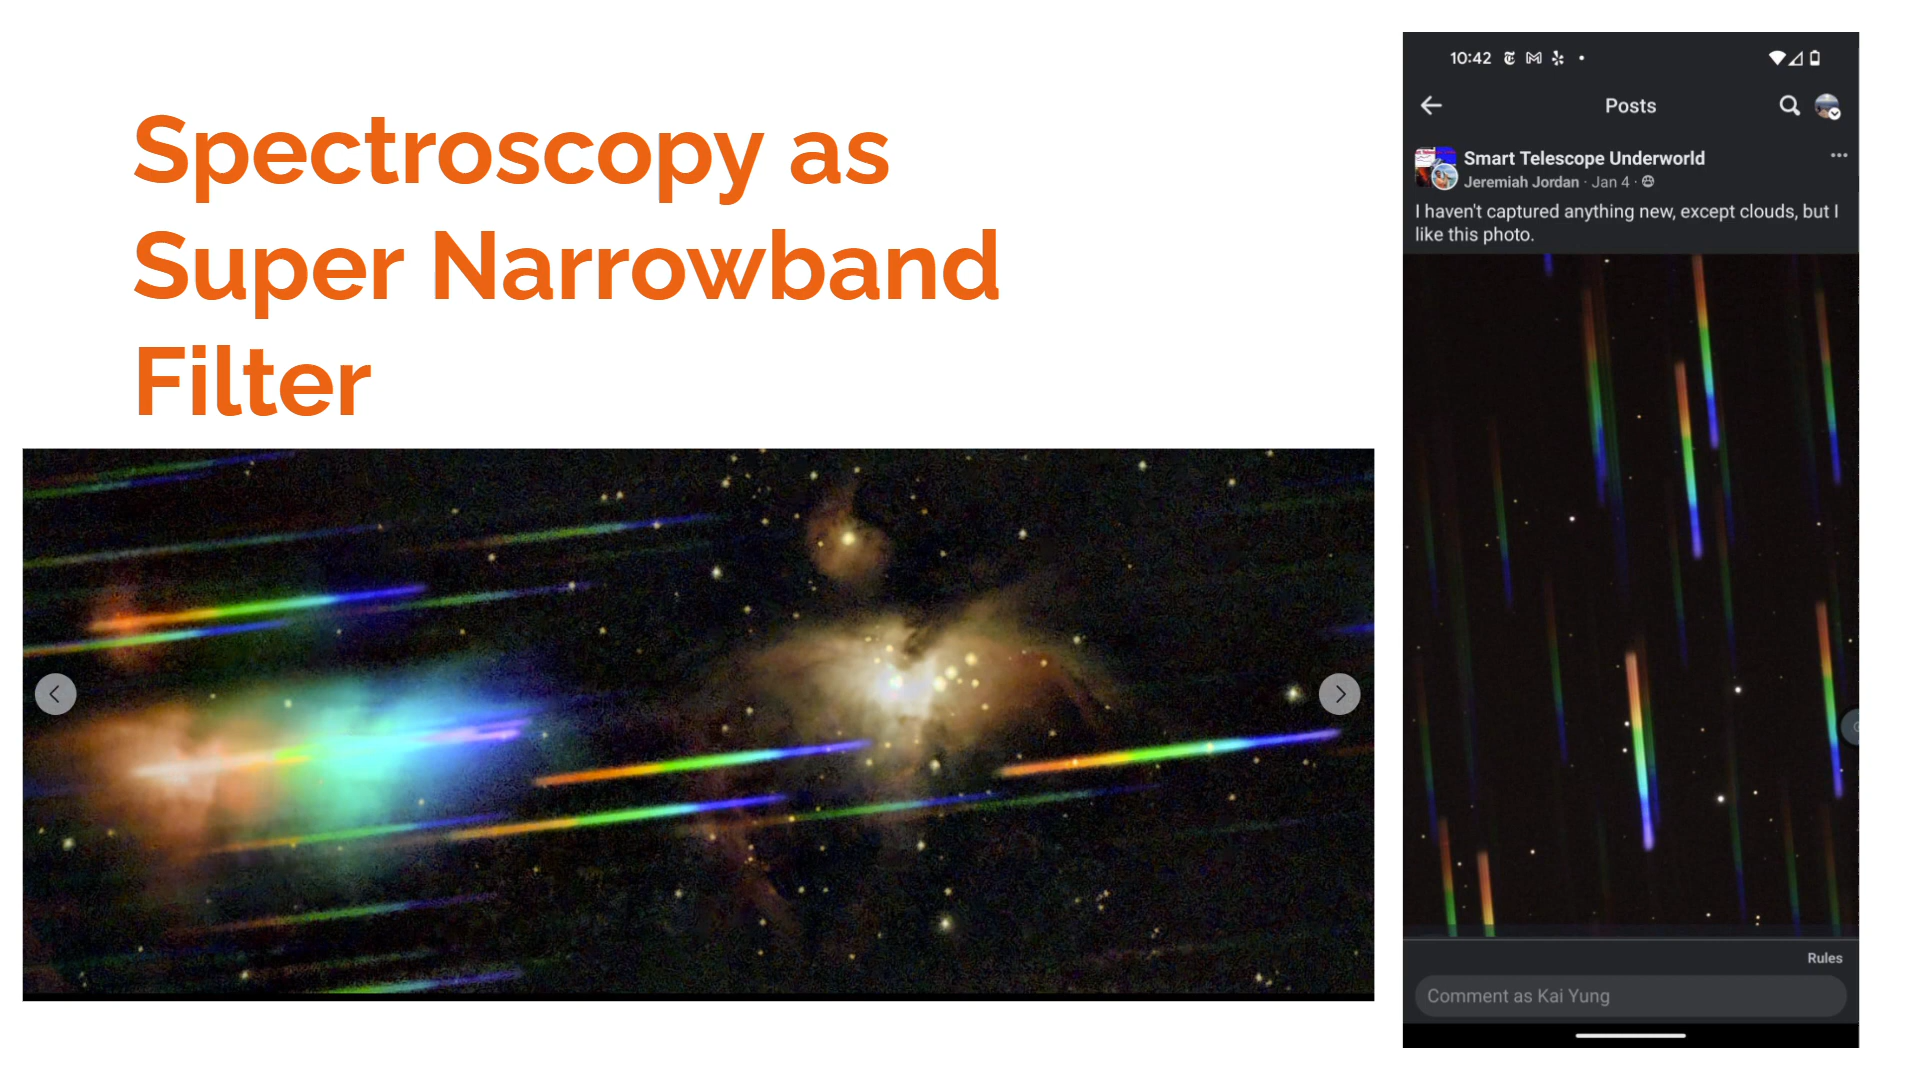 Spectroscopy as
Super Narrowband
Filter
10:42
Posts
Smart Telescope Underworld
Jeremiah Jordan · Jan 4 ·
I haven't captured anything new, except clouds, but I
like this photo.
Rules
Comment as Kai Yung